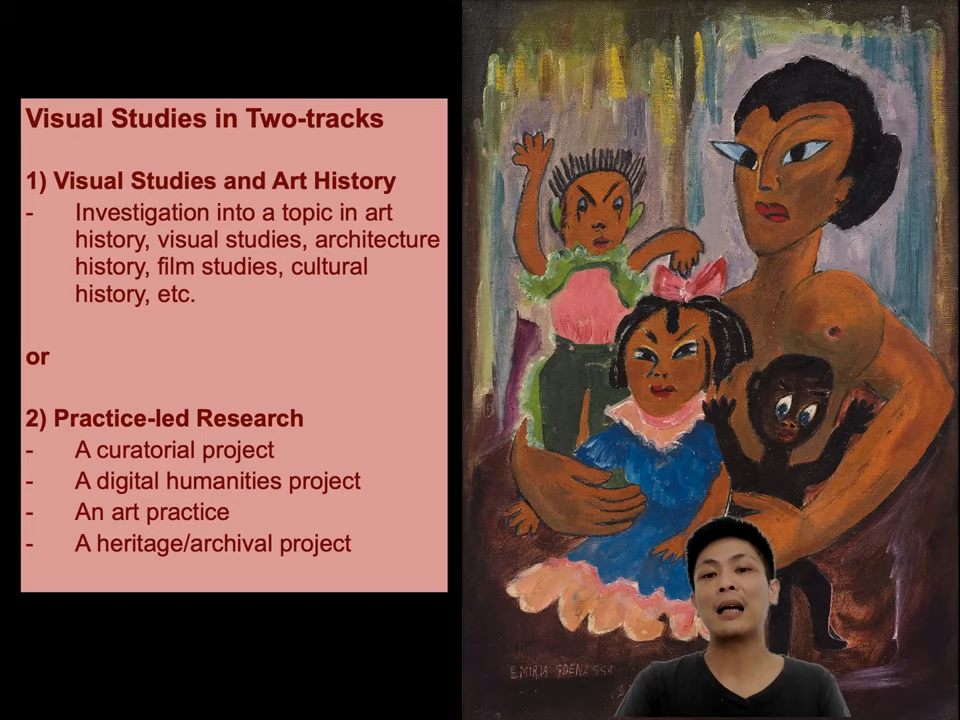 Visual Studies in Two-tracks
1) Visual Studies and Art History
- Investigation into a topic in art
history, visual studies, architecture
history, film studies, cultural
history, etc.
or
2) Practice-led Research
- A curatorial project
- A digital humanities project
- An art practice
- A heritage/archival project
EMIRIA SOENASSA